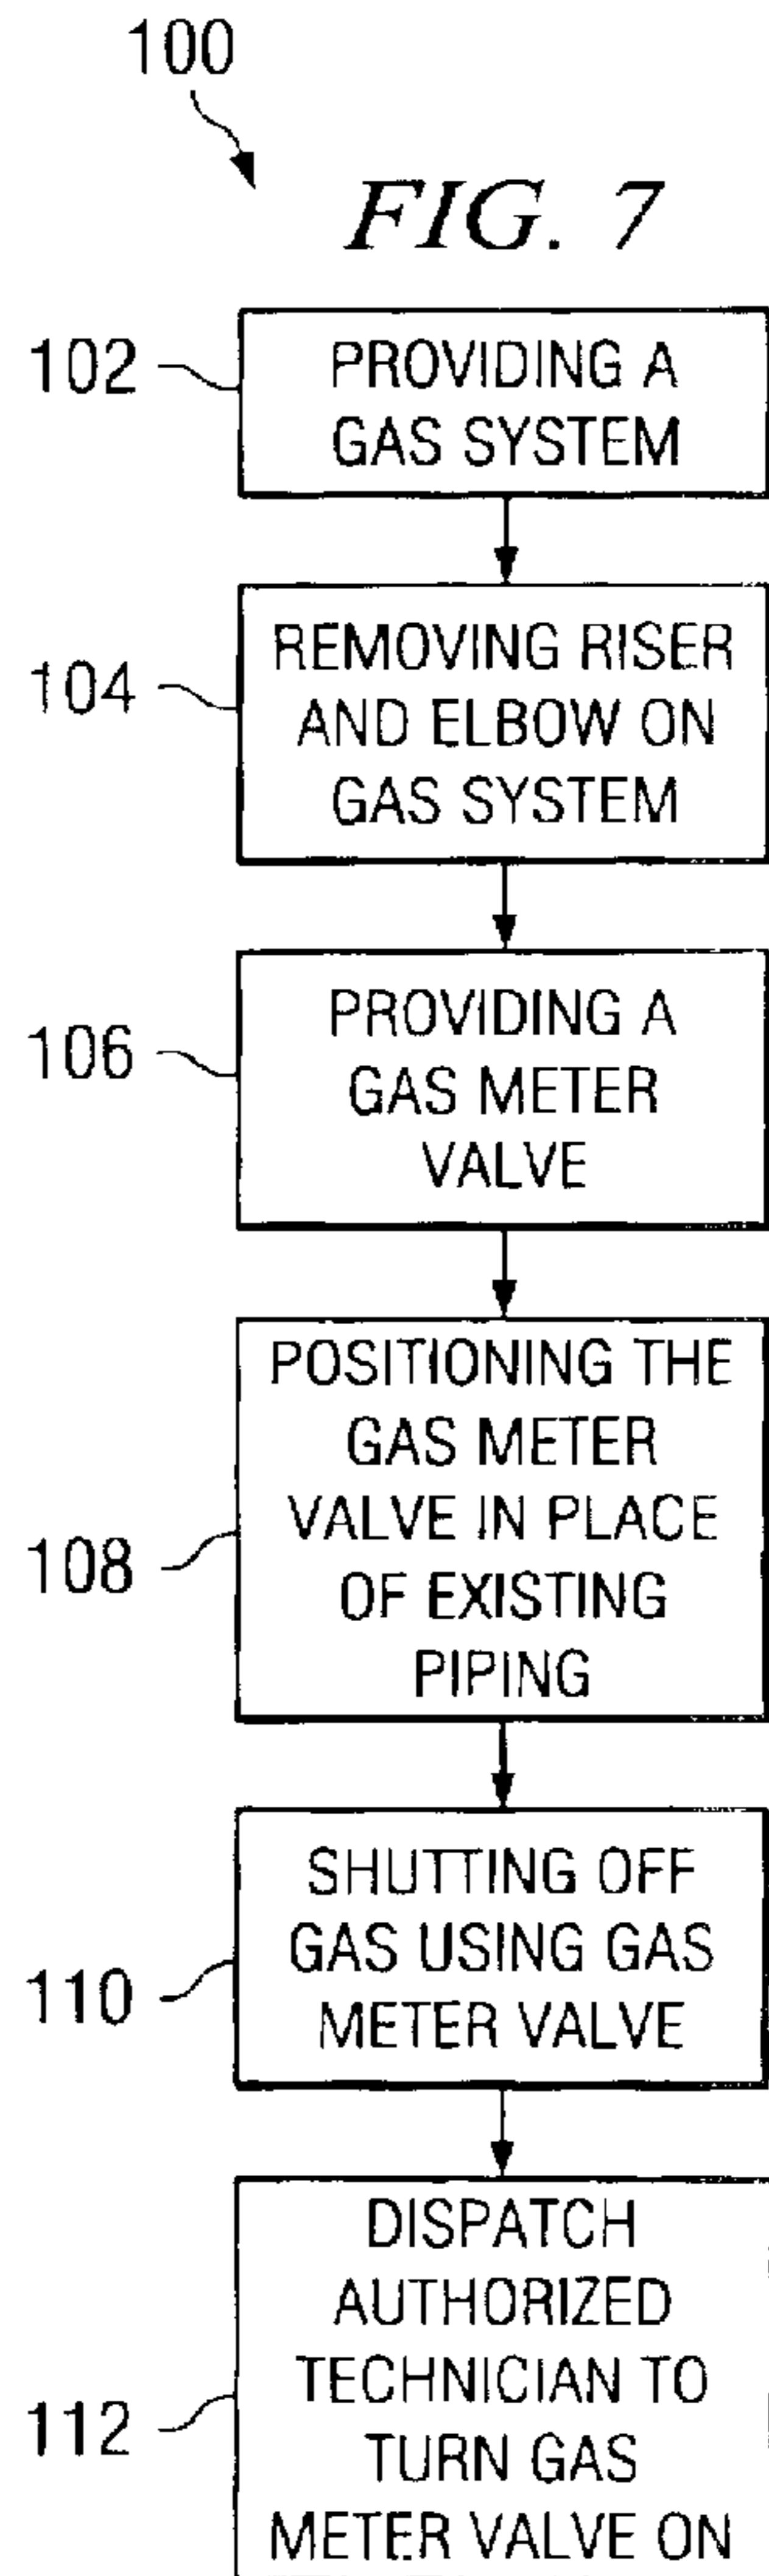 100
FIG. 7
102
PROVIDING A
GAS SYSTEM
104
REMOVING RISER
AND ELBOW ON
GAS SYSTEM
106
PROVIDING A
GAS METER
VALVE
108
POSITIONING THE
GAS METER
VALVE IN PLACE
OF EXISTING
PIPING
110
SHUTTING OFF
GAS USING GAS
METER VALVE
112
DISPATCH
AUTHORIZED
TECHNICIAN TO
TURN GAS
METER VALVE ON